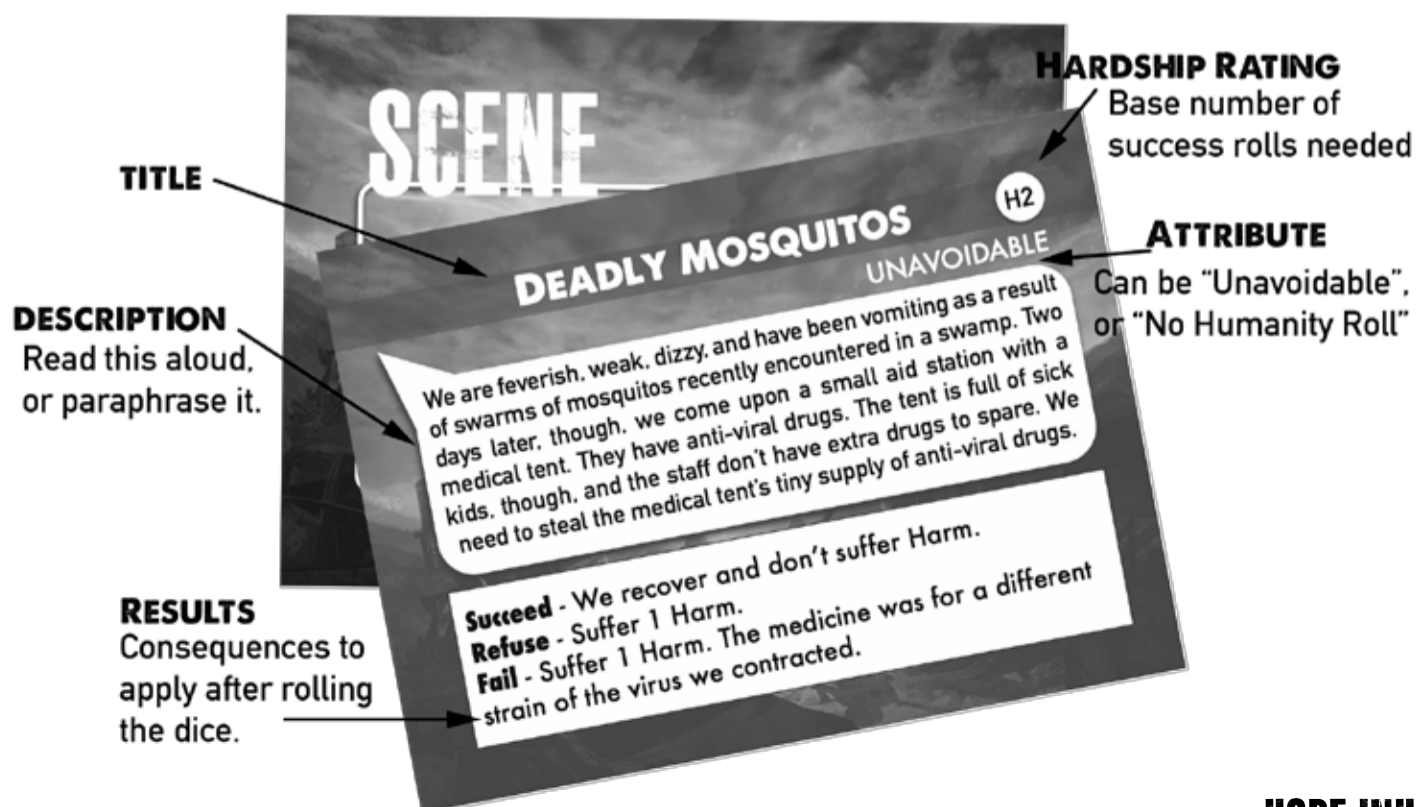 SCENE
HARDSHIP RATING
Base number of
success rolls needed
TITLE
H2
DEADLY MOSQUITOS
UNAVOIDABLE
ATTRIBUTE
Can be “Unavoidable”,
or “No Humanity Roll”
DESCRIPTION
Read this aloud,
or paraphrase it.
We are feverish, weak, dizzy, and have been vomiting as a result
of swarms of mosquitos recently encountered in a swamp. Two
days later, though, we come upon a small aid station with a
medical tent. They have anti-viral drugs. The tent is full of sick
kids, though, and the staff don't have extra drugs to spare. We
need to steal the medical tent's tiny supply of anti-viral drugs.
RESULTS
Consequences to
apply after rolling
the dice.
Succeed - We recover and don't suffer Harm.
Refuse - Suffer 1 Harm.
Fail - Suffer 1 Harm. The medicine was for a different
strain of the virus we contracted.